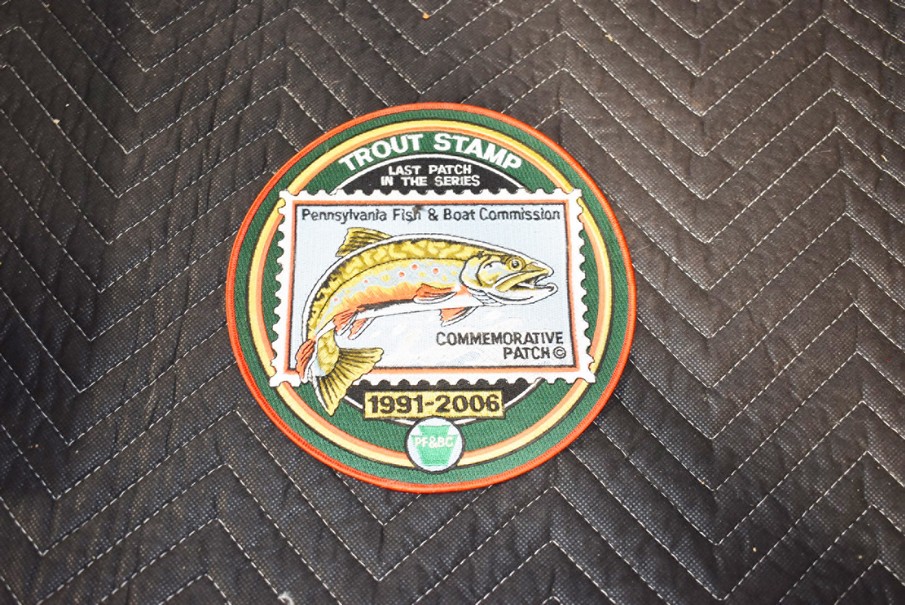 TROUT STAMP
LAST PATCH
IN THE SERIES
Pennsylvania Fish & Boat Commission
COMMEMORATIVE
PATCH ©
1991-2006
PF&BC